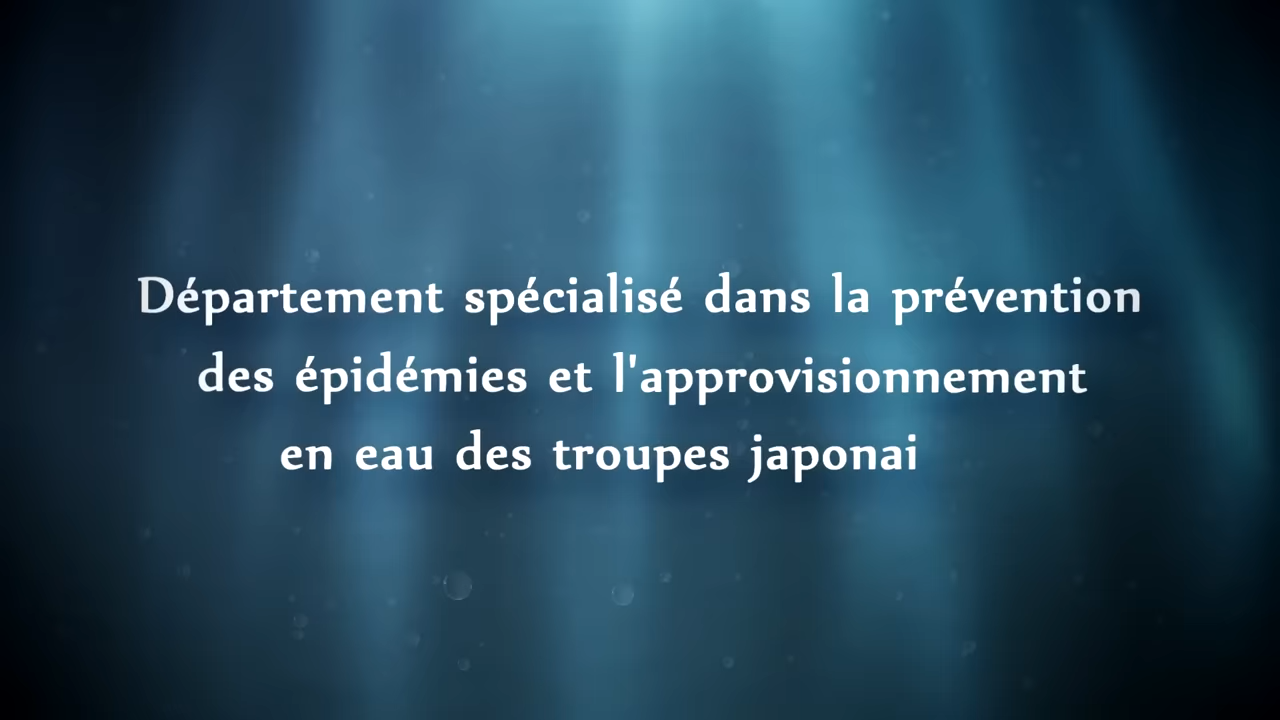 Département spécialisé dans la prévention
des épidémies et l'approvisionnement
en eau des troupes japonai